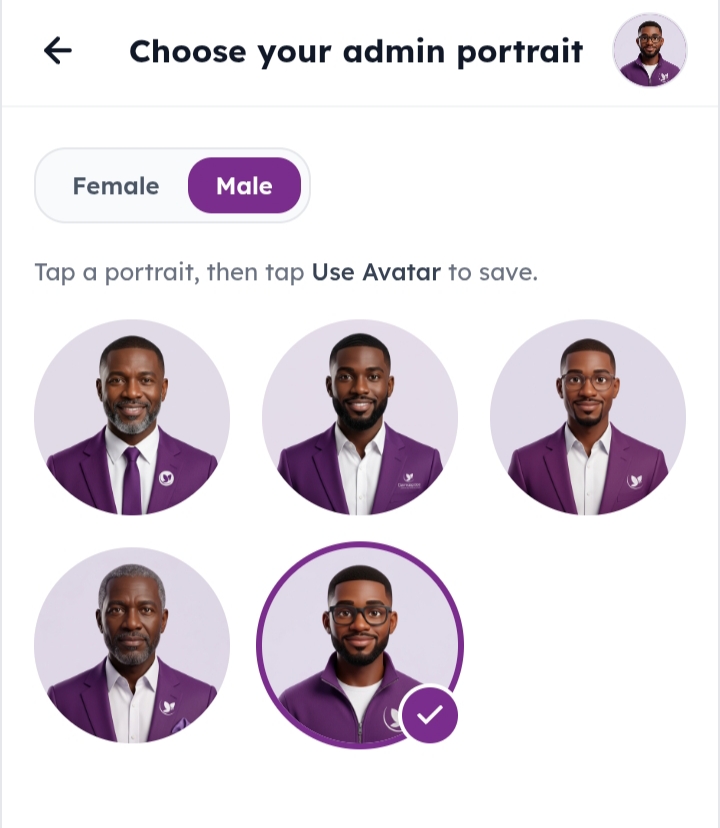 Choose your admin portrait
Female Male
Tap a portrait, then tap Use Avatar to save.